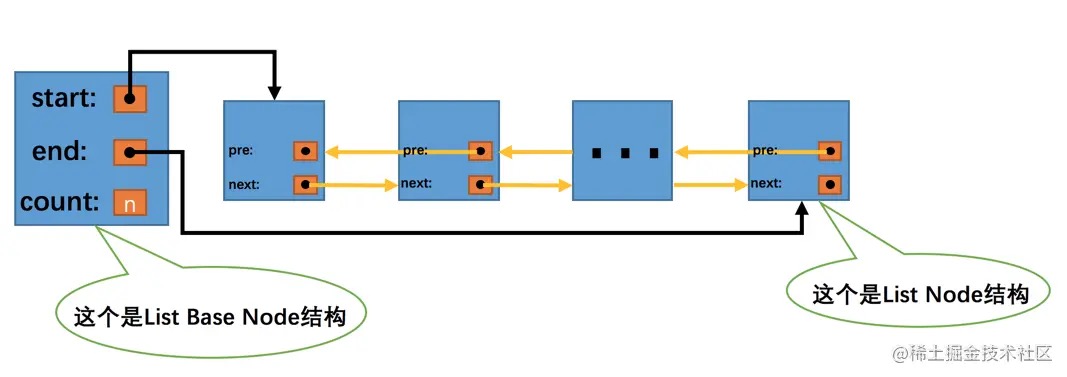 start:
end:
count: n
pre:
next:
pre:
next:
pre:
next:
这个是List Base Node结构
这个是List Node结构
@稀土掘金技术社区